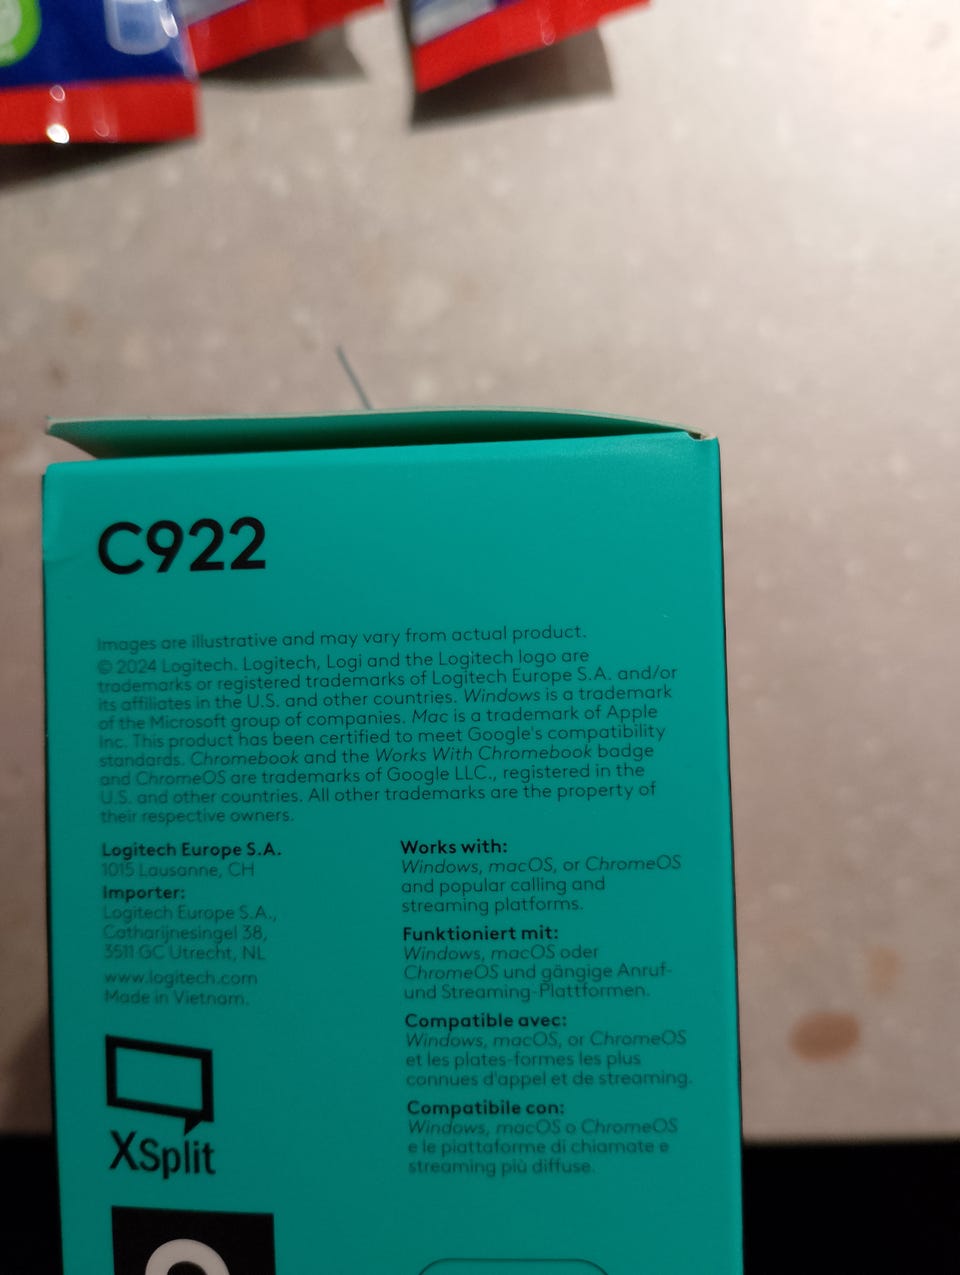 C922
Images are illustrative and may vary from actual product.
© 2024 Logitech. Logitech, Logi and the Logitech logo are
trademarks or registered trademarks of Logitech Europe S.A. and/or
its affiliates in the U.S. and other countries. Windows is a trademark
of the Microsoft group of companies. Mac is a trademark of Apple
Inc. This product has been certified to meet Google's compatibility
standards. Chromebook and the Works With Chromebook badge
and ChromeOS are trademarks of Google LLC., registered in the
U.S. and other countries. All other trademarks are the property of
their respective owners.
Logitech Europe S.A.
1015 Lausanne, CH
Importer:
Logitech Europe S.A.,
Catharijnesingel 38,
3511 GC Utrecht, NL
www.logitech.com
Made in Vietnam.
XSplit
Works with:
Windows, macOS, or ChromeOS
and popular calling and
streaming platforms.
Funktioniert mit:
Windows, macOS oder
ChromeOS und gängige Anruf-
und Streaming-Plattformen.
Compatible avec:
Windows, macOS, or ChromeOS
et les plates-formes les plus
connues d'appel et de streaming.
Compatibile con:
Windows, macOS o ChromeOS
e le piattaforme di chiamate e
streaming più diffuse.